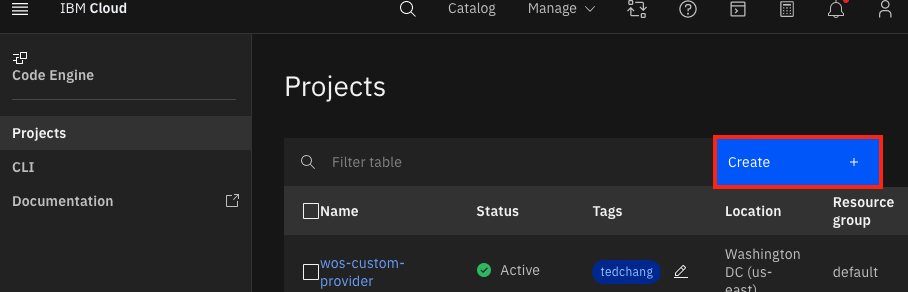 IBM Cloud
Catalog
Manage
Code Engine
Projects
CLI
Documentation
Projects
Filter table
Create +
Name
Status
Tags
Location
Resource
group
wos-custom-
provider
Active
tedchang
Washington
DC (us-
east)
default